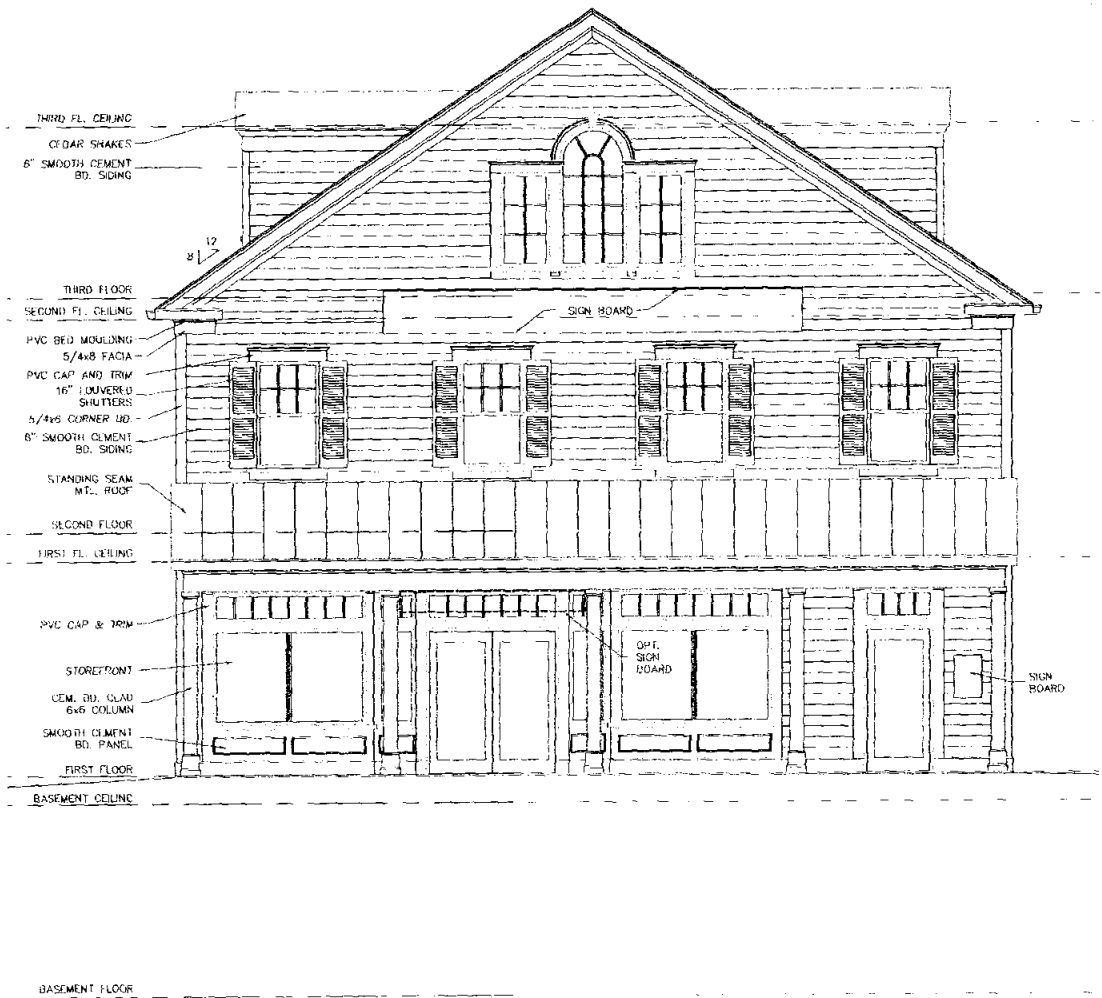 THIRD FL. CEILING
CEDAR SHAKES
6" SMOOTH CEMENT
BD. SIDING
12
8
THIRD FLOOR
SECOND FL. CEILING
SIGN BOARD
PVC BED MOULDING
5/4x8 FACIA
PVC CAP AND TRIM
16" LOUVERED
SHUTTERS
5/4x6 CORNER BD.
6" SMOOTH CEMENT
BD. SIDING
STANDING SEAM
MTL. ROOF
SECOND FLOOR
FIRST FL. CEILING
PVC CAP & TRIM
OPT.
SIGN
BOARD
STOREFRONT
SIGN
BOARD
CEM. BD. CLAD
6x6 COLUMN
SMOOTH CEMENT
BD. PANEL
FIRST FLOOR
BASEMENT CEILING
BASEMENT FLOOR